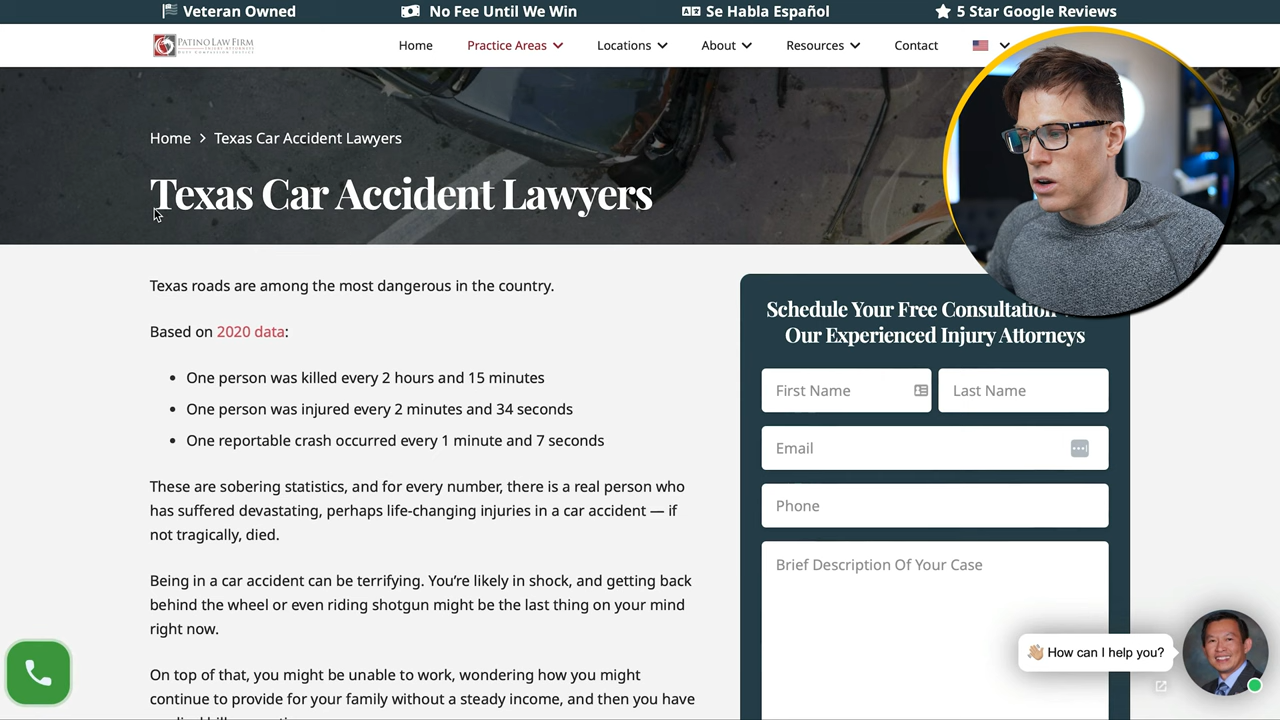 Veteran Owned
No Fee Until We Win
Se Habla Español
5 Star Google Reviews
PATINO LAW FIRM
Home
Practice Areas
Locations
About
Resources
Contact
Home > Texas Car Accident Lawyers
Texas Car Accident Lawyers
Texas roads are among the most dangerous in the country.
Based on 2020 data:
• One person was killed every 2 hours and 15 minutes
• One person was injured every 2 minutes and 34 seconds
• One reportable crash occurred every 1 minute and 7 seconds
These are sobering statistics, and for every number, there is a real person who
has suffered devastating, perhaps life-changing injuries in a car accident — if
not tragically, died.
Being in a car accident can be terrifying. You’re likely in shock, and getting back
behind the wheel or even riding shotgun might be the last thing on your mind
right now.
On top of that, you might be unable to work, wondering how you might
continue to provide for your family without a steady income, and then you have
Schedule Your Free Consultation
Our Experienced Injury Attorneys
First Name
Last Name
Email
Phone
Brief Description Of Your Case
👋🏼 How can I help you?